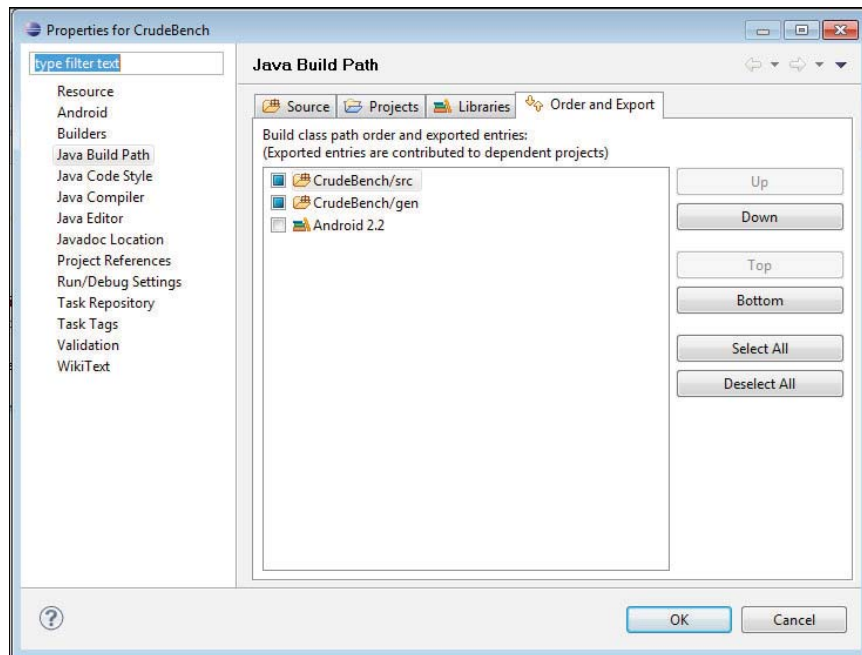 Properties for CrudeBench
type filter text
Resource
Android
Builders
Java Build Path
Java Code Style
Java Compiler
Java Editor
Javadoc Location
Project References
Run/Debug Settings
Task Repository
Task Tags
Validation
WikiText
Java Build Path
Source Projects Libraries Order and Export
Build class path order and exported entries:
(Exported entries are contributed to dependent projects)
CrudeBench/src
CrudeBench/gen
Android 2.2
Up
Down
Top
Bottom
Select All
Deselect All
?
OK Cancel